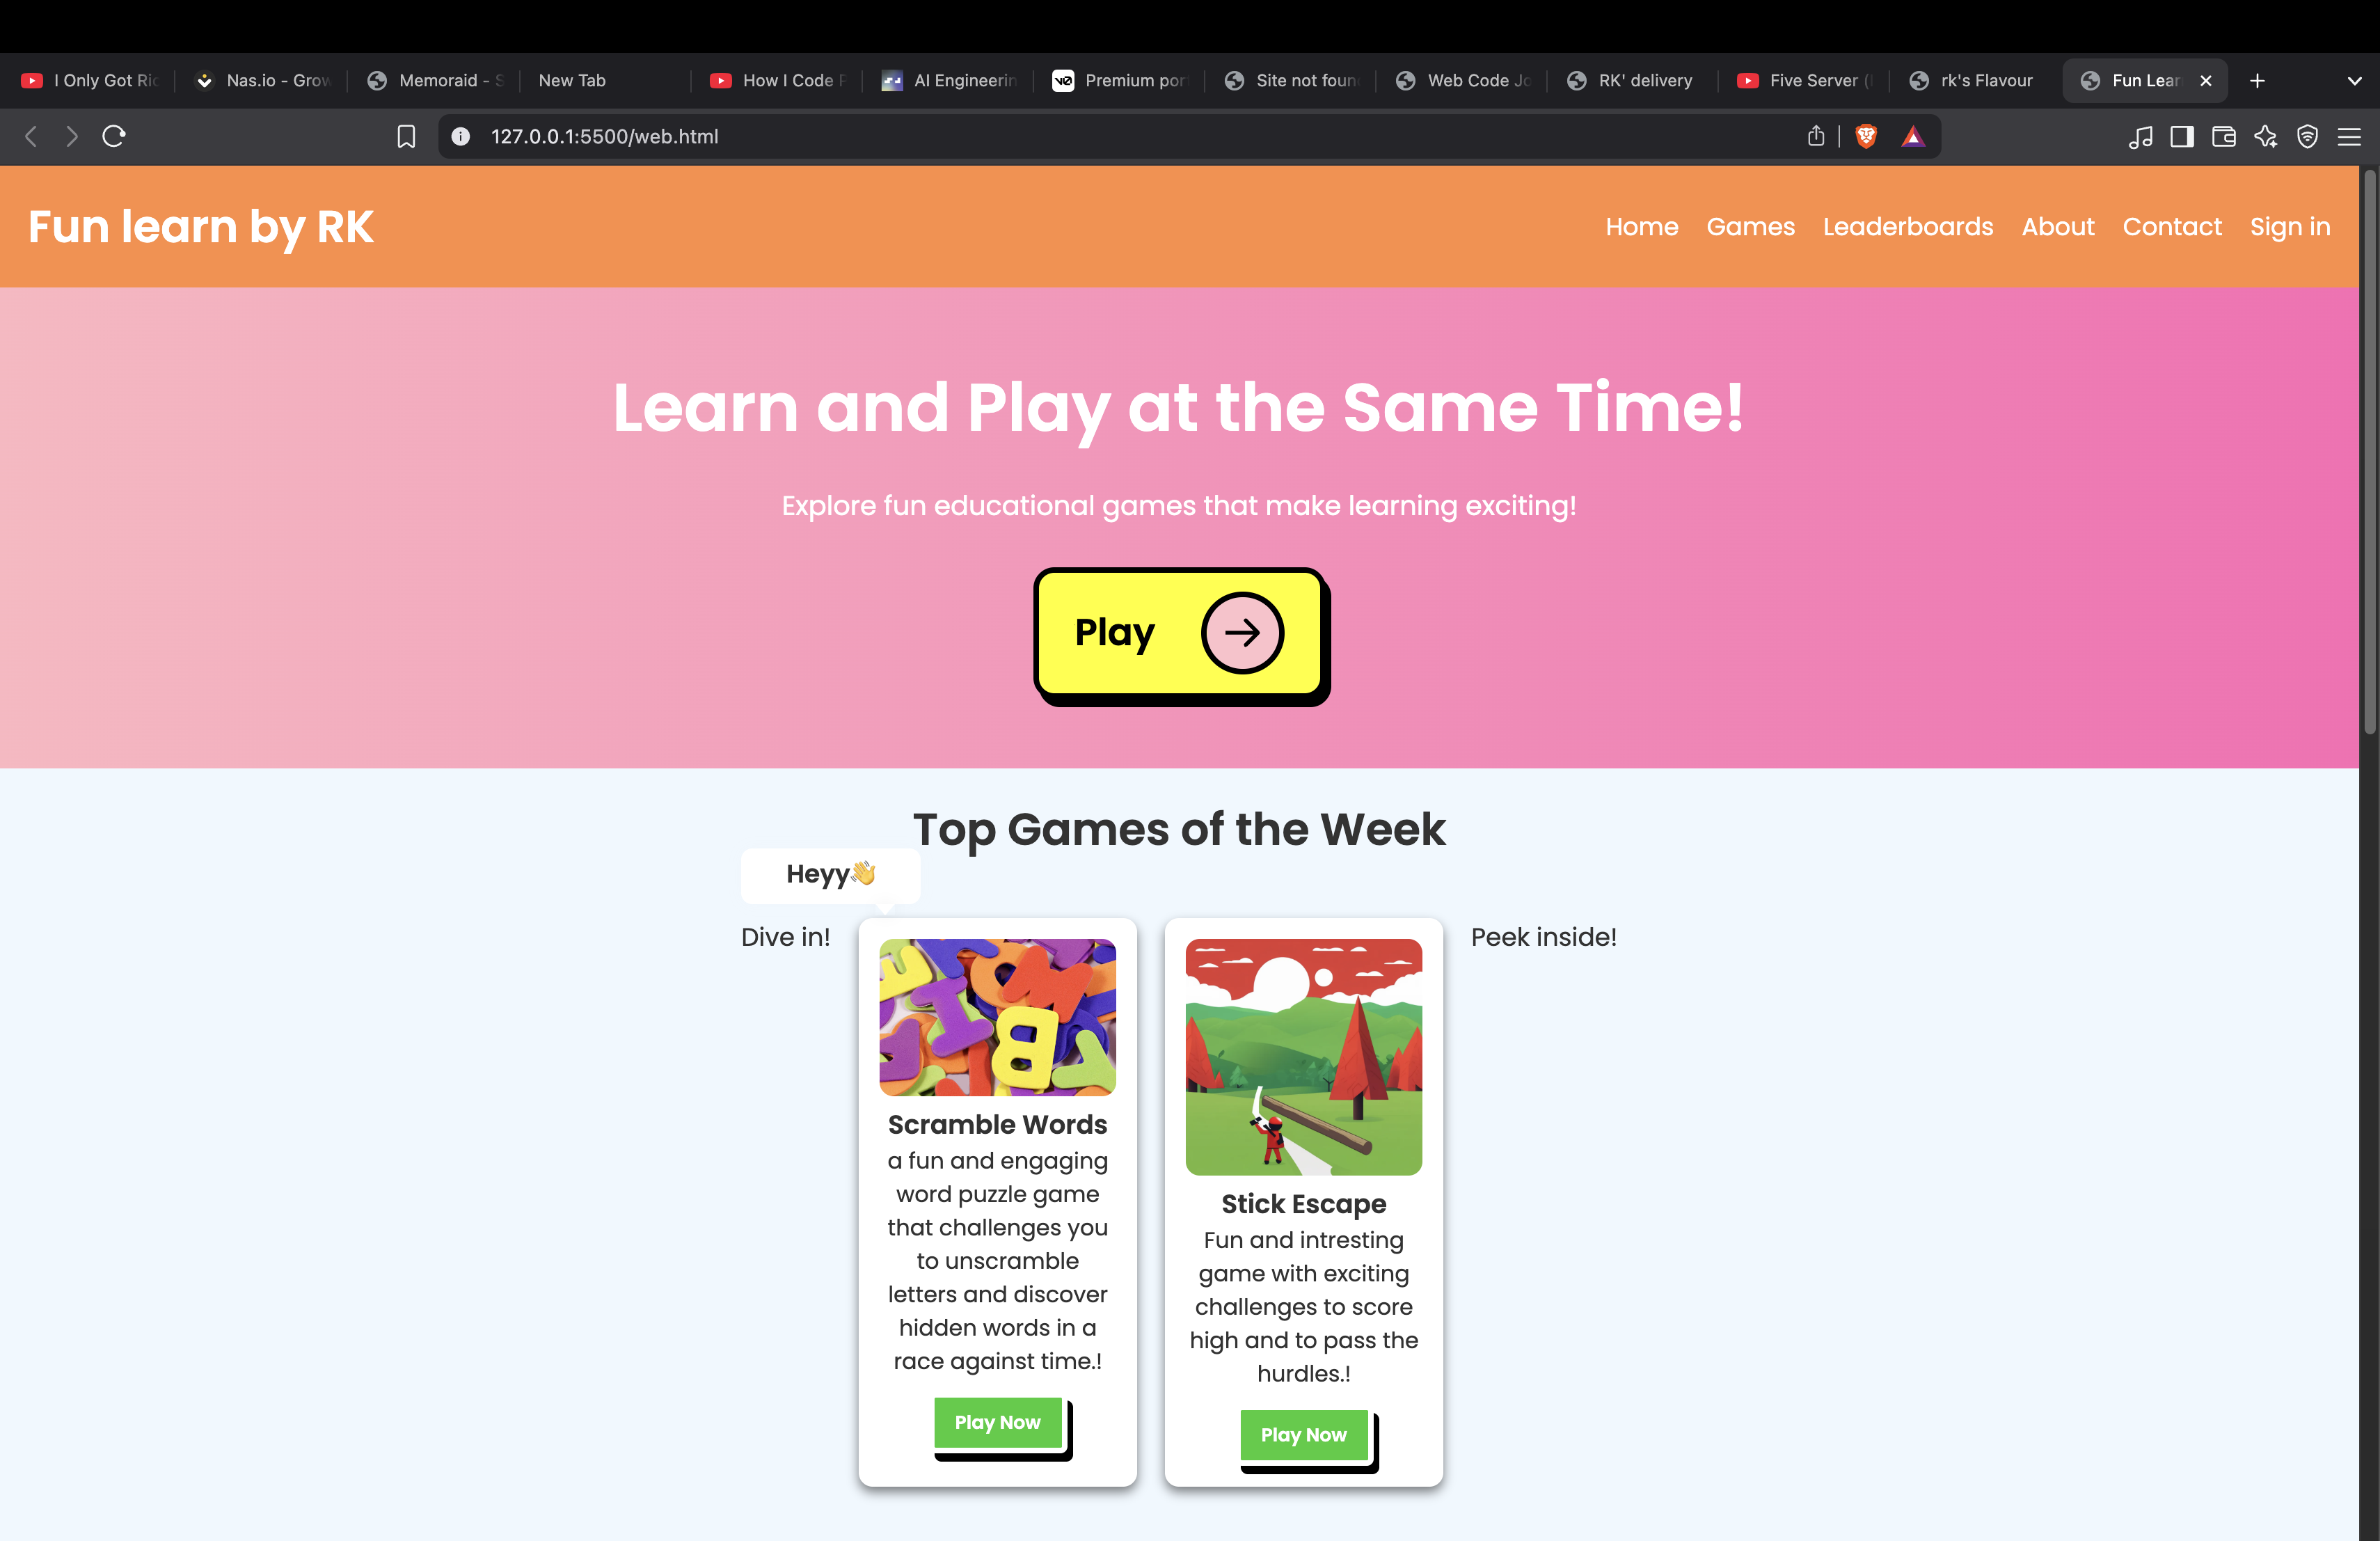 I Only Got Ric
Nas.io - Grow
Memoraid - S
New Tab
How I Code P
AI Engineerin
Premium por
Site not foun
Web Code Jo
RK' delivery
Five Server (
rk's Flavour
Fun Lear
127.0.0.1:5500/web.html
Fun learn by RK
Home Games Leaderboards About Contact Sign in
Learn and Play at the Same Time!
Explore fun educational games that make learning exciting!
Play
Top Games of the Week
Heyy👋
Dive in!
Scramble Words
a fun and engaging
word puzzle game
that challenges you
to unscramble
letters and discover
hidden words in a
race against time.!
Play Now
Stick Escape
Fun and intresting
game with exciting
challenges to score
high and to pass the
hurdles.!
Play Now
Peek inside!